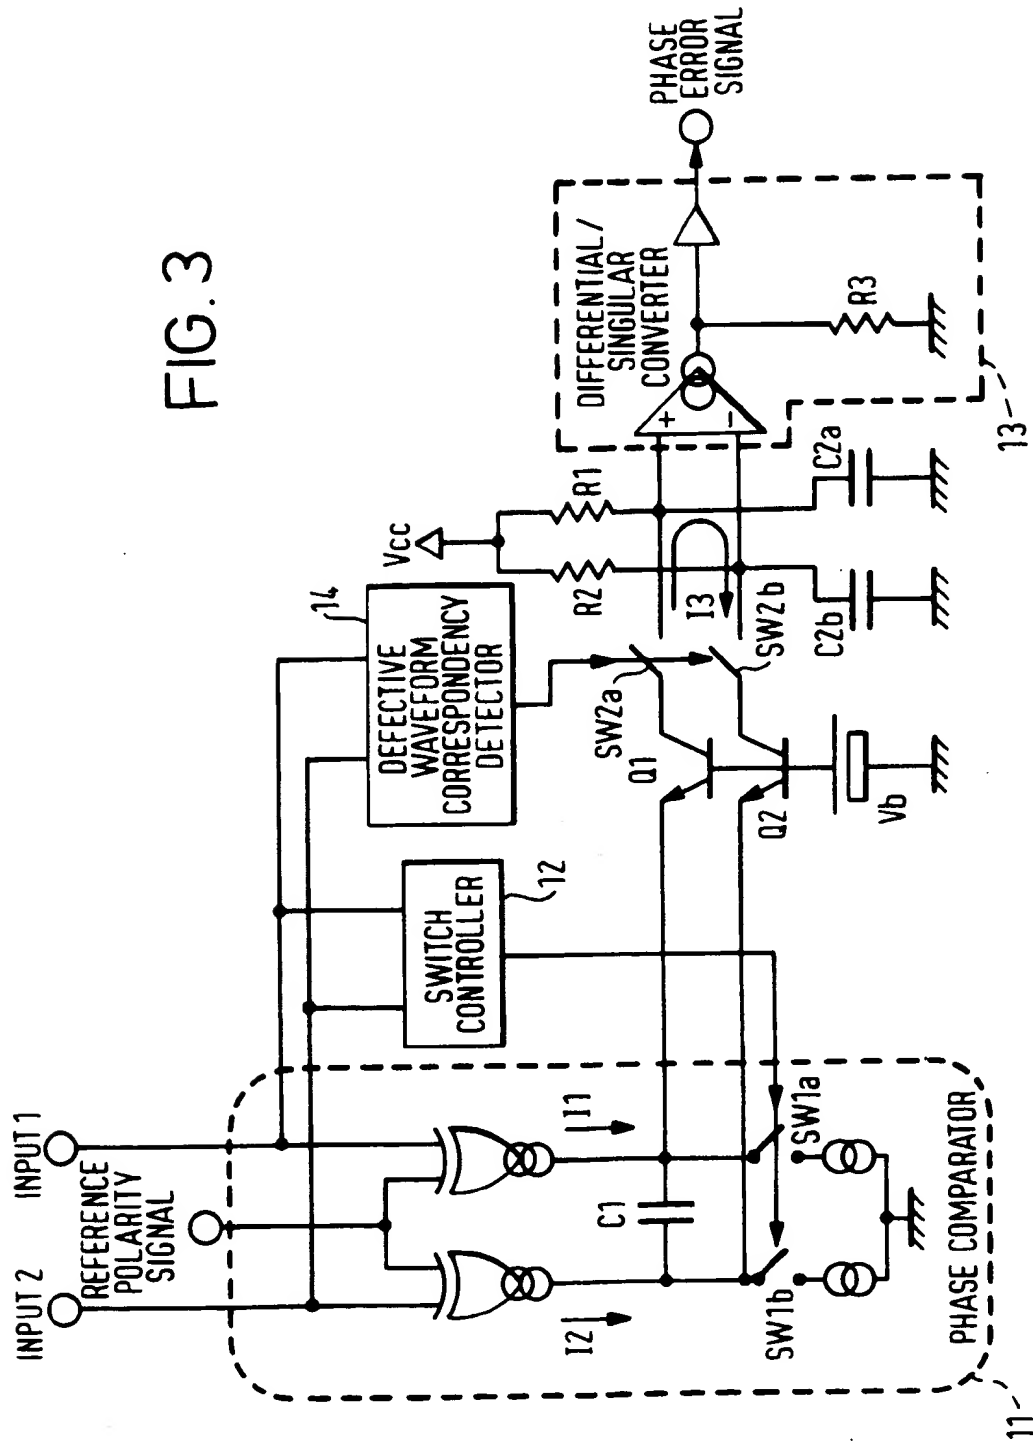 FIG. 3
INPUT 1
INPUT 2
REFERENCE
POLARITY
SIGNAL
I1
I2
C1
SW1a
SW1b
PHASE COMPARATOR
11
SWITCH
CONTROLLER
12
DEFECTIVE
WAVEFORM
CORRESPONDENCY
DETECTOR
14
SW2a
SW2b
Q1
Q2
Vb
Vcc
R1
R2
I3
C2a
C2b
DIFFERENTIAL/
SINGULAR
CONVERTER
+
-
R3
13
PHASE
ERROR
SIGNAL